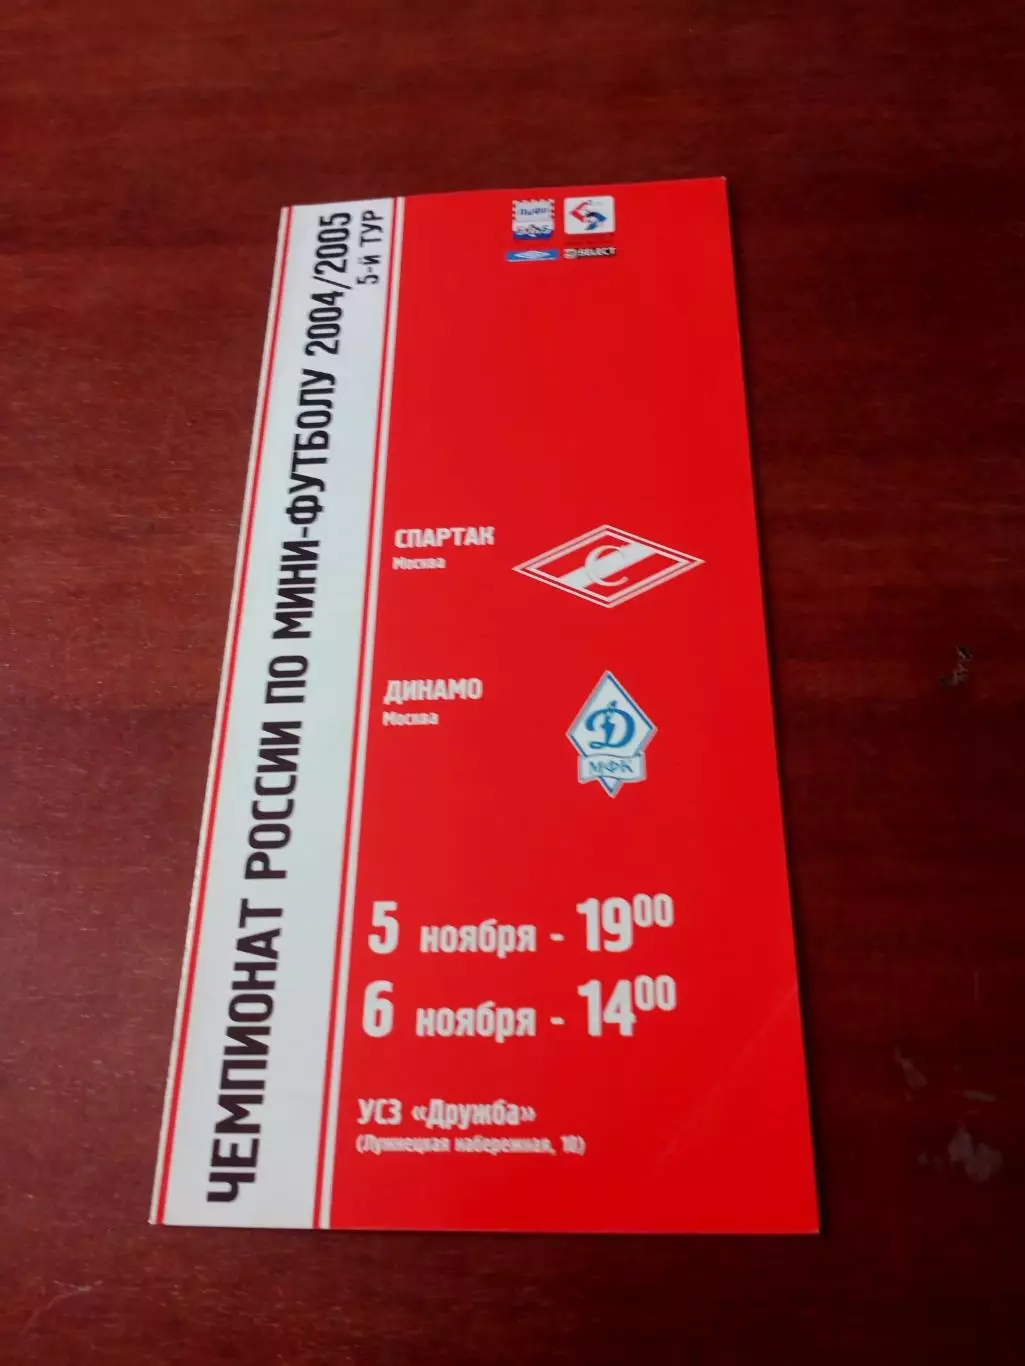 ЧЕМПИОНАТ РОССИИ ПО МИНИ-ФУТБОЛУ 2004/2005
5-Й ТУР
SELECT
СПАРТАК
Москва
С
ДИНАМО
Москва
Д
МФК
5 ноября - 19⁰⁰
6 ноября - 14⁰⁰
УСЗ «Дружба»
(Лужнецкая набережная, 10)